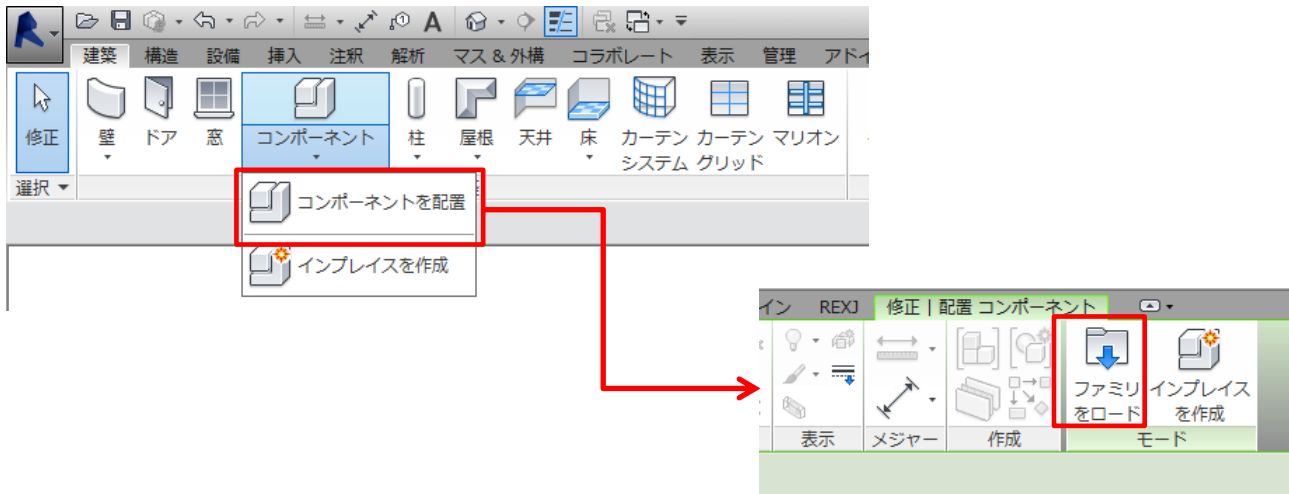 建築 構造 設備 挿入 注釈 解析 マス & 外構 コラボレート 表示 管理 アドイ
修正 壁 ドア 窓 コンポーネント 柱 屋根 天井 床 カーテン カーテン マリオン
システム グリッド
選択
コンポーネントを配置
インプレイスを作成
イン REXJ 修正 | 配置 コンポーネント
ファミリ インプレイス
をロード を作成
表示 メジャー 作成 モード